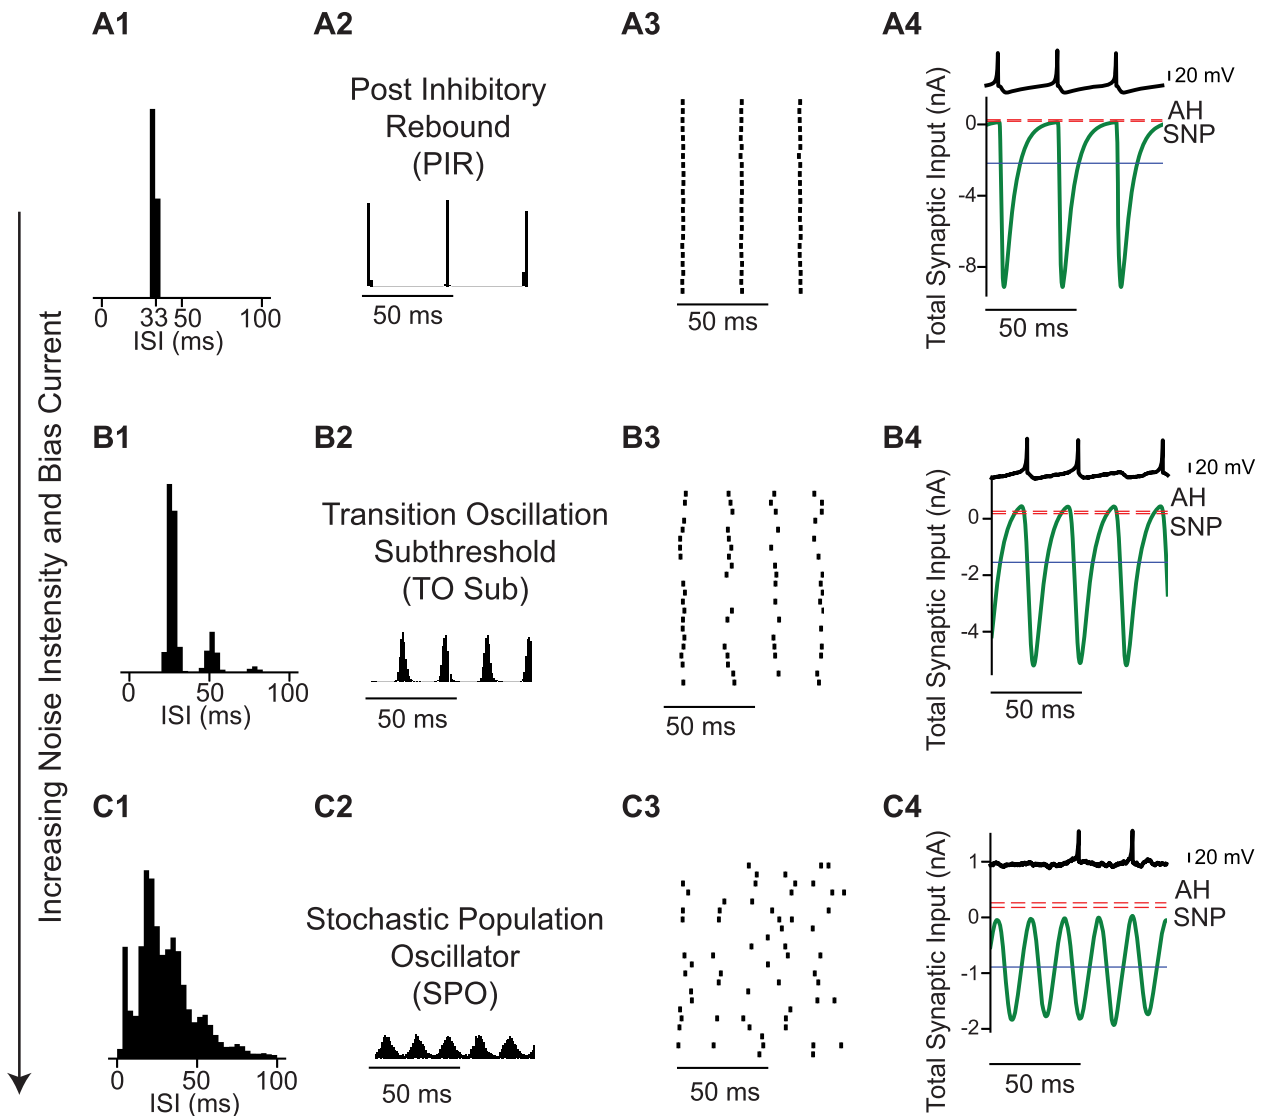 Increasing Noise Instensity and Bias Current
A1
0 33 50 100
ISI (ms)
A2
Post Inhibitory
Rebound
(PIR)
50 ms
A3
50 ms
A4
20 mV
AH
SNP
Total Synaptic Input (nA)
0
-4
-8
50 ms
B1
0 50 100
ISI (ms)
B2
Transition Oscillation
Subthreshold
(TO Sub)
50 ms
B3
50 ms
B4
20 mV
AH
SNP
Total Synaptic Input (nA)
0
-2
-4
50 ms
C1
0 50 100
ISI (ms)
C2
Stochastic Population
Oscillator
(SPO)
50 ms
C3
50 ms
C4
20 mV
AH
SNP
Total Synaptic Input (nA)
1
0
-1
-2
50 ms